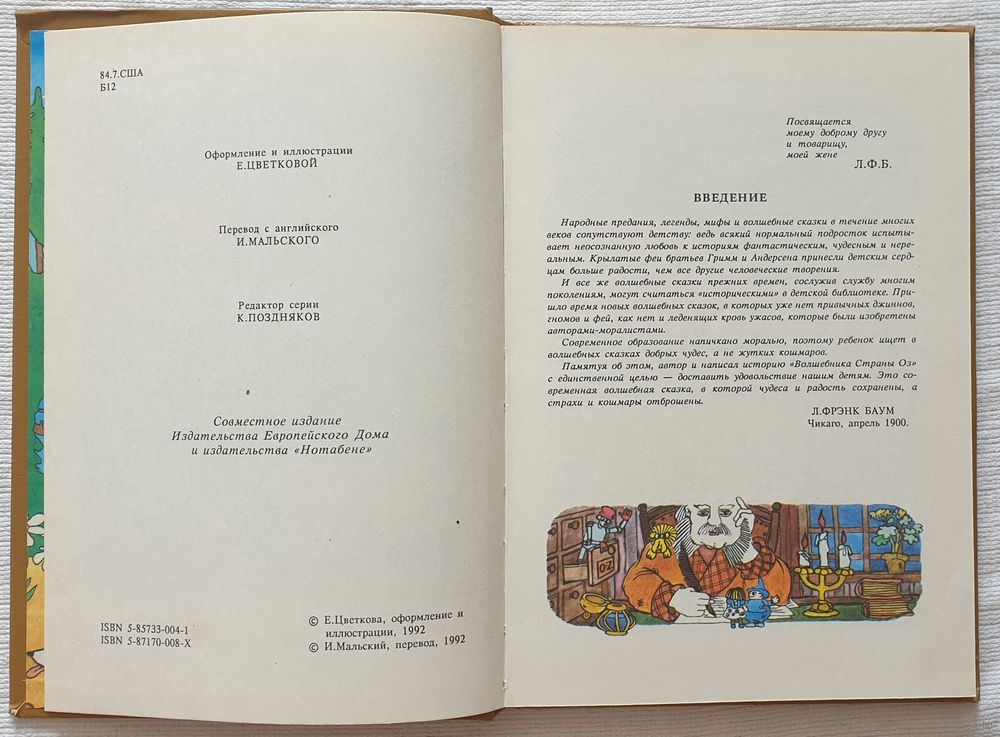 84.7.США
Б12
Оформление и иллюстрации
Е.ЦВЕТКОВОЙ
Перевод с английского
И.МАЛЬСКОГО
Редактор серии
К.ПОЗДНЯКОВ
Совместное издание
Издательства Европейского Дома
и издательства «Нотабене»
ISBN 5-85733-004-1
ISBN 5-87170-008-X
© Е.Цветкова, оформление и
иллюстрации, 1992
© И.Мальский, перевод, 1992
Посвящается
моему доброму другу
и товарищу,
моей жене
Л.Ф.Б.
ВВЕДЕНИЕ
Народные предания, легенды, мифы и волшебные сказки в течение многих
веков сопутствуют детству: ведь всякий нормальный подросток испыты-
вает неосознанную любовь к историям фантастическим, чудесным и нере-
альным. Крылатые феи братьев Гримм и Андерсена принесли детским серд-
цам больше радости, чем все другие человеческие творения.
И все же волшебные сказки прежних времен, сослужив службу многим
поколениям, могут считаться «историческими» в детской библиотеке. При-
шло время новых волшебных сказок, в которых уже нет привычных джиннов,
гномов и фей, как нет и леденящих кровь ужасов, которые были изобретены
авторами-моралистами.
Современное образование напичкано моралью, поэтому ребенок ищет в
волшебных сказках добрых чудес, а не жутких кошмаров.
Памятуя об этом, автор и написал историю «Волшебника Страны Оз»
с единственной целью — доставить удовольствие нашим детям. Это со-
временная волшебная сказка, в которой чудеса и радость сохранены, а
страхи и кошмары отброшены.
Л.ФРЭНК БАУМ
Чикаго, апрель 1900.
O-Z